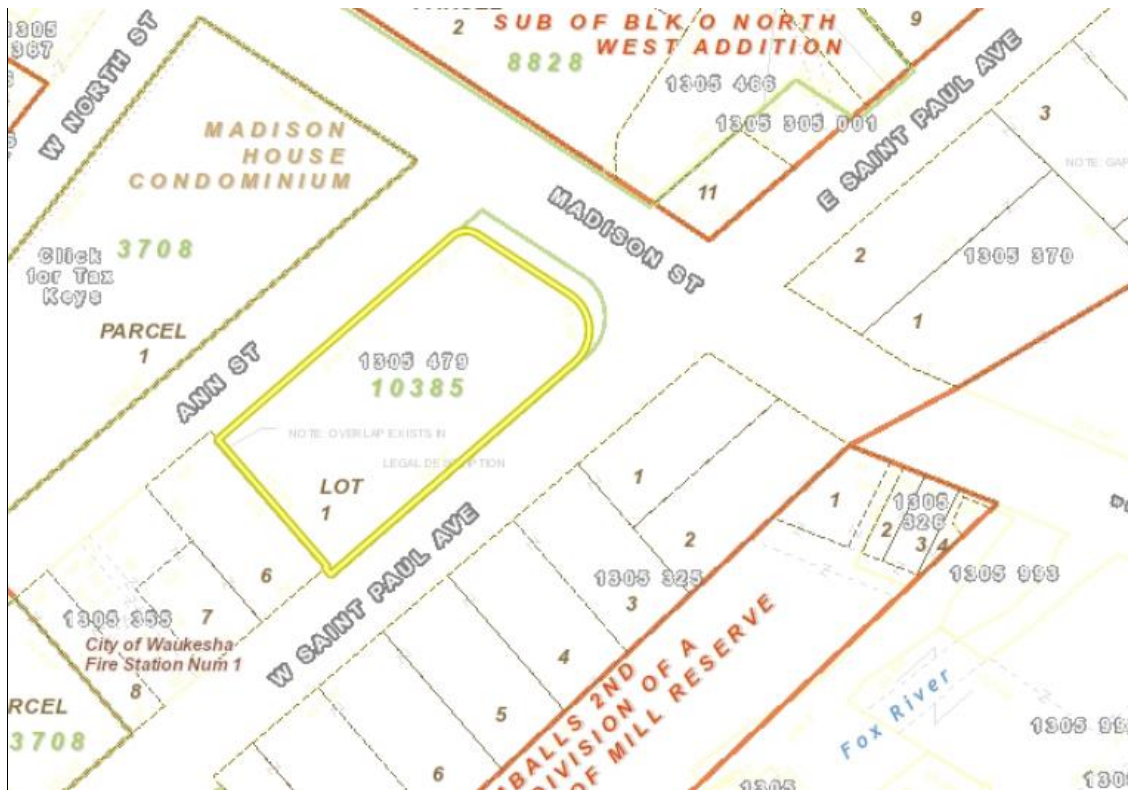 2
SUB OF BLK O NORTH
WEST ADDITION
8828
9
1305
367
W NORTH ST
1305 466
1305 305 001
E SAINT PAUL AVE
3
NOTE: GAP
MADISON
HOUSE
CONDOMINIUM
11
MADISON ST
3708
Click
for Tax
Keys
2
1305 370
1
PARCEL
1
ANN ST
1305 479
10385
NOTE: OVERLAP EXISTS IN
LEGAL DESCRIPTION
LOT
1
W SAINT PAUL AVE
1
2
1305 325
3
4
5
6
1
1305
326
2
3
4
1305 993
6
7
1305 355
City of Waukesha
Fire Station Num 1
8
RCEL
3708
BALLS 2ND
DIVISION OF A
OF MILL RESERVE
Fox River
1305 99
1305
130